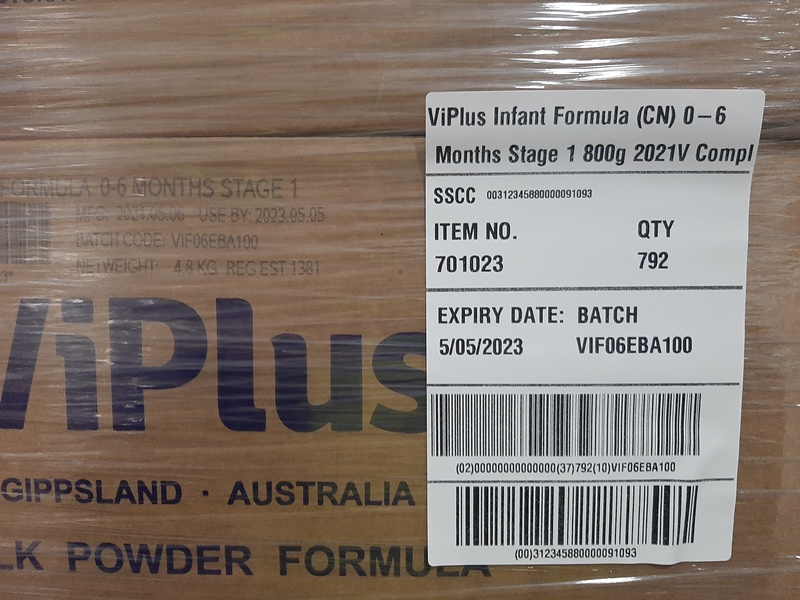 FORMULA 0-6 MONTHS STAGE 1
MFG: 2021.05.06 USE BY: 2023.05.05
BATCH CODE: VIF06EBA100
NETWEIGHT: 4.8 KG REG EST 1381
ViPlus
GIPPSLAND · AUSTRALIA
LK POWDER FORMULA
ViPlus Infant Formula (CN) 0–6
Months Stage 1 800g 2021V Compl
SSCC 00312345880000091093
ITEM NO. QTY
701023 792
EXPIRY DATE: BATCH
5/05/2023 VIF06EBA100
(02)00000000000000(37)792(10)VIF06EBA100
(00)312345880000091093